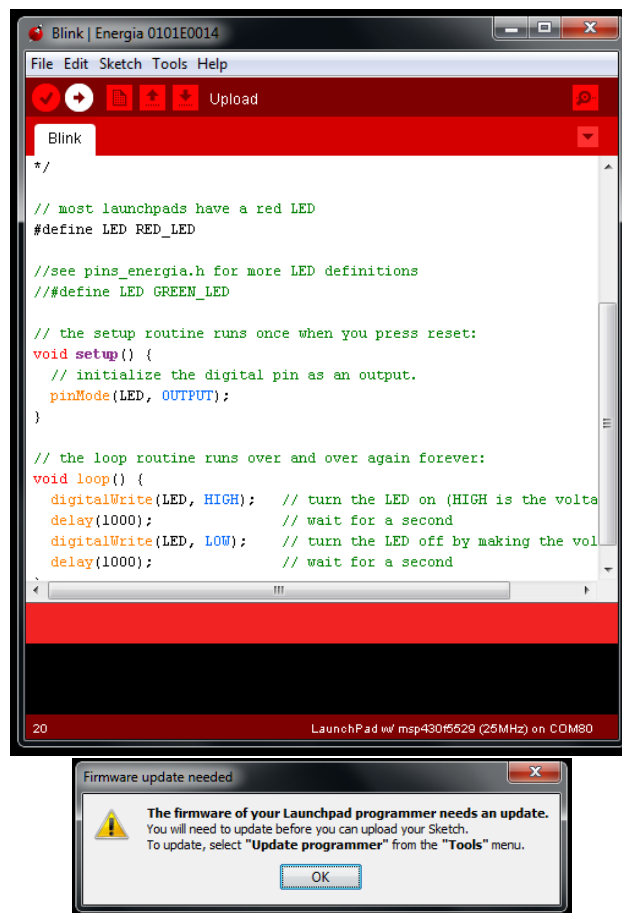 Blink | Energia 0101E0014
File Edit Sketch Tools Help
Upload
Blink
*/
// most launchpads have a red LED
#define LED RED_LED
//see pins_energia.h for more LED definitions
//#define LED GREEN_LED
// the setup routine runs once when you press reset:
void setup() {
  // initialize the digital pin as an output.
  pinMode(LED, OUTPUT);
}
// the loop routine runs over and over again forever:
void loop() {
  digitalWrite(LED, HIGH);   // turn the LED on (HIGH is the volta
  delay(1000);               // wait for a second
  digitalWrite(LED, LOW);    // turn the LED off by making the vol
  delay(1000);               // wait for a second
20 LaunchPad w/ msp430f5529 (25MHz) on COM80
Firmware update needed
The firmware of your Launchpad programmer needs an update.
You will need to update before you can upload your Sketch.
To update, select "Update programmer" from the "Tools" menu.
OK